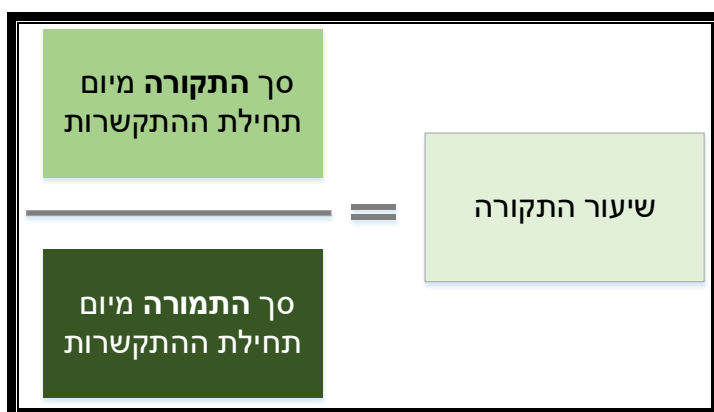 סך התקורה מיום
תחילת ההתקשרות
שיעור התקורה
=
סך התמורה מיום
תחילת ההתקשרות